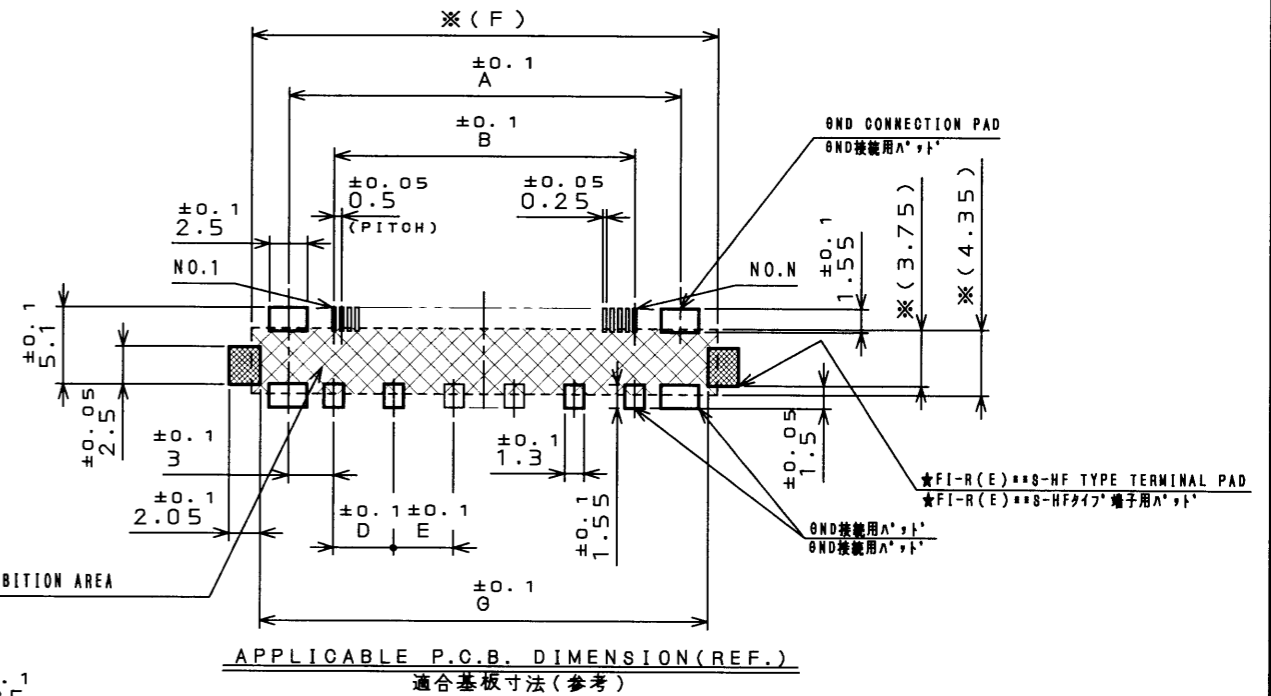 ※(F)
±0.1
A
±0.1
B
GND CONNECTION PAD
GND接続用パッド
±0.05
0.5
(PITCH)
±0.05
0.25
±0.1
2.5
±0.1
1.55
※(3.75)
※(4.35)
NO.1
NO.N
±0.1
5.1
±0.05
2.5
±0.1
3
±0.1
1.3
±0.05
1.5
2.05
±0.1
D
±0.1
E
±0.1
1.55
★FI-R(E)**S-HF TYPE TERMINAL PAD
★FI-R(E)**S-HFタイプ端子用パッド
GND接続用パッド
GND接続用パッド
BITION AREA
±0.1
G
APPLICABLE P.C.B. DIMENSION(REF.)
適合基板寸法(参考)